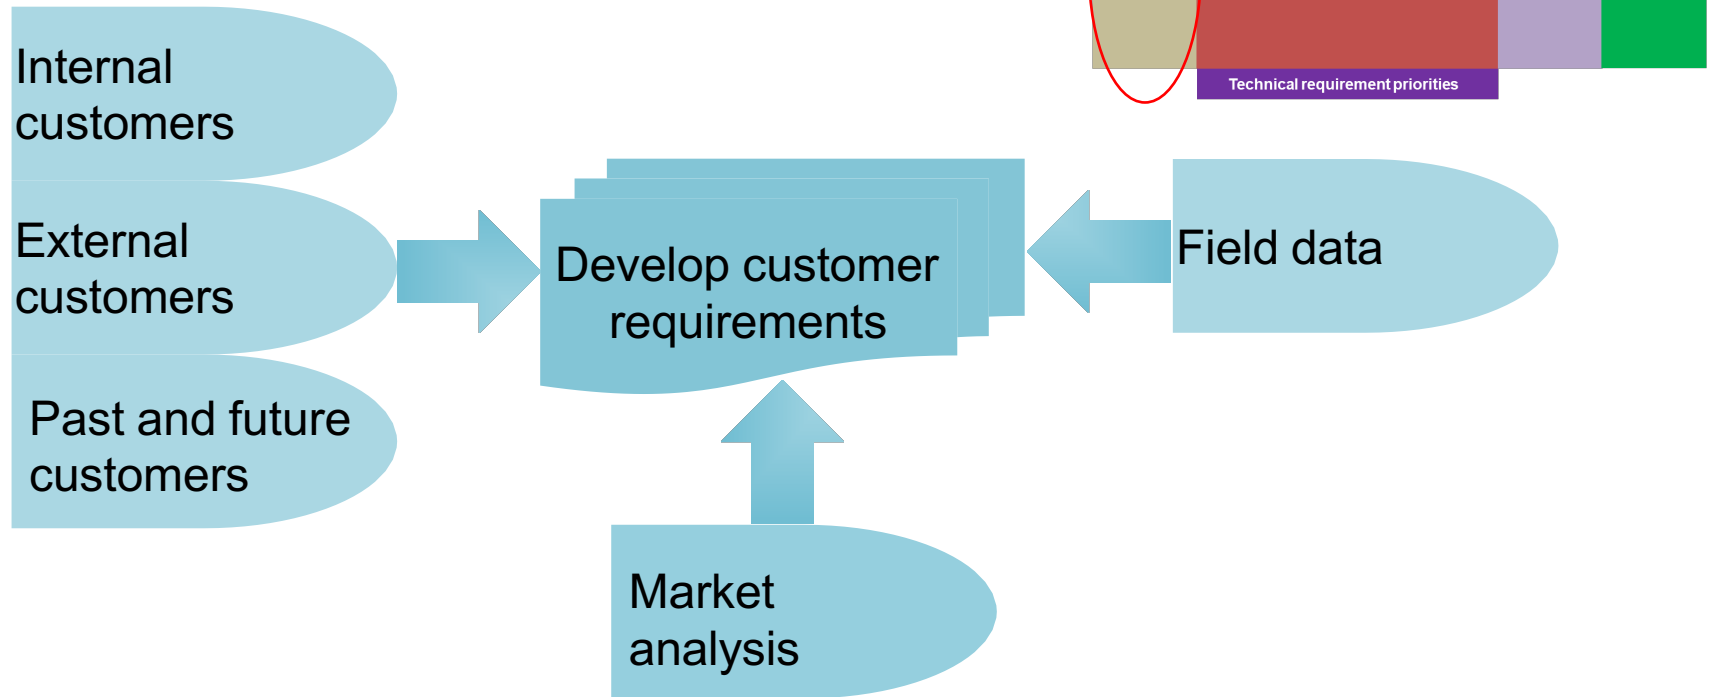 Internal
customers
External
customers
Past and future
customers
Develop customer
requirements
Market
analysis
Field data
Technical requirement priorities